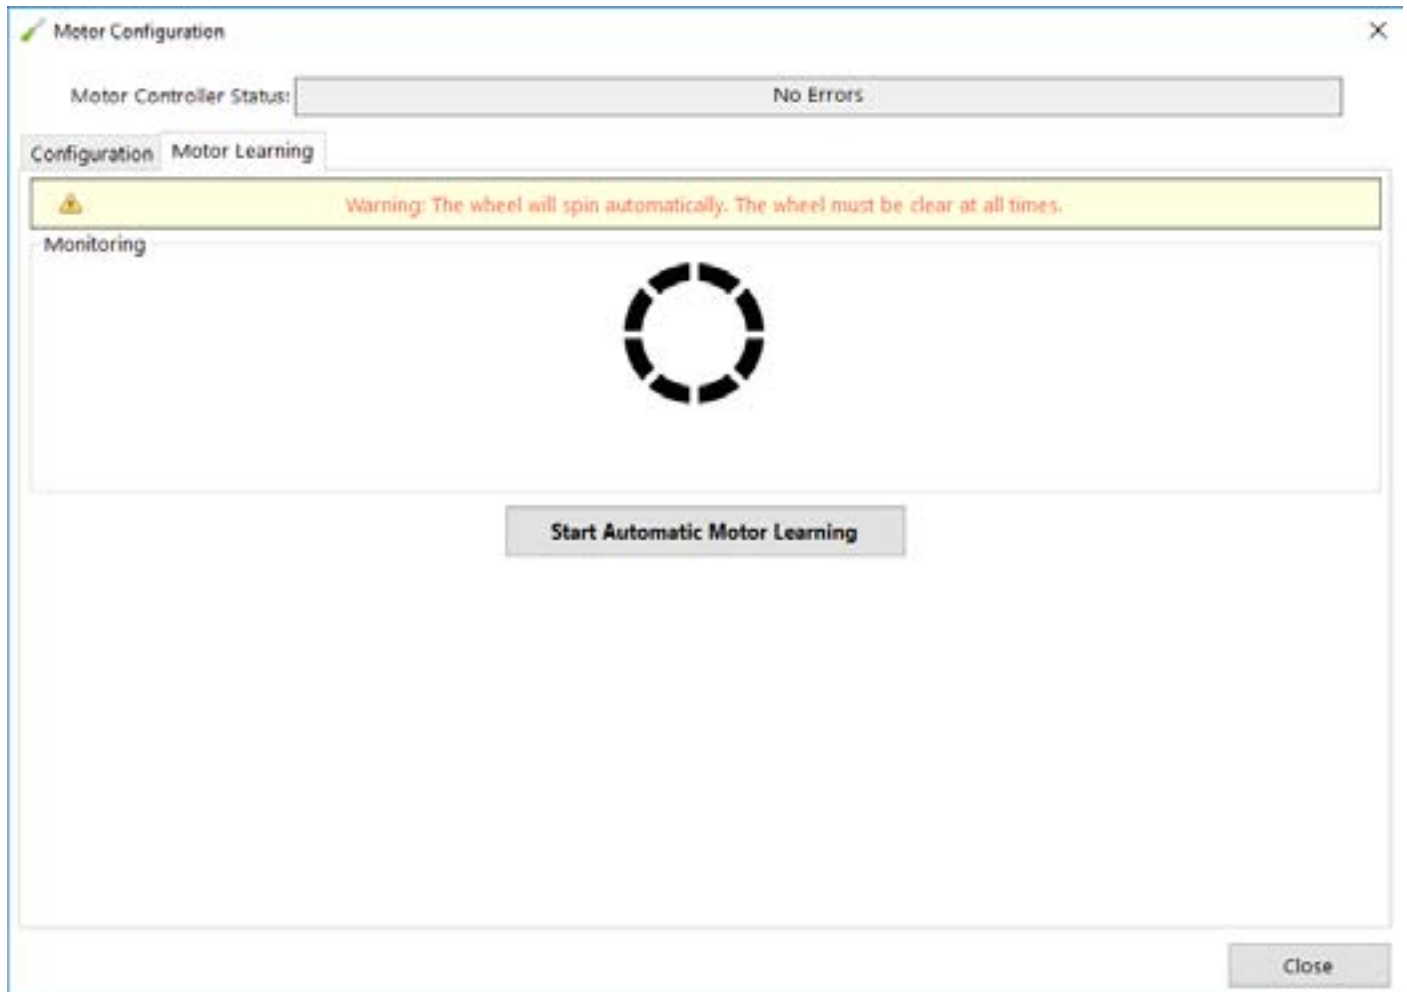 Motor Configuration
Motor Controller Status: No Errors
Configuration Motor Learning
Warning: The wheel will spin automatically. The wheel must be clear at all times.
Monitoring
Start Automatic Motor Learning
Close